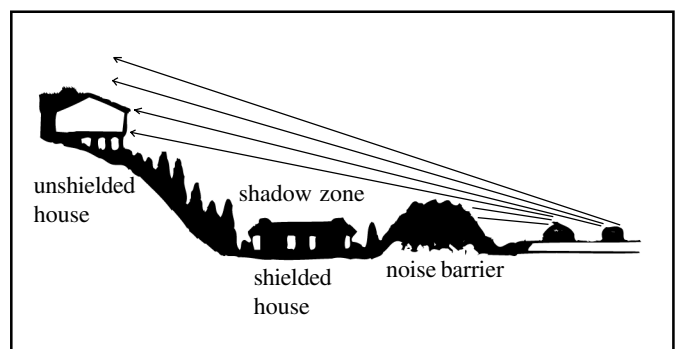 shadow zone
unshielded
house
noise barrier
shielded
house